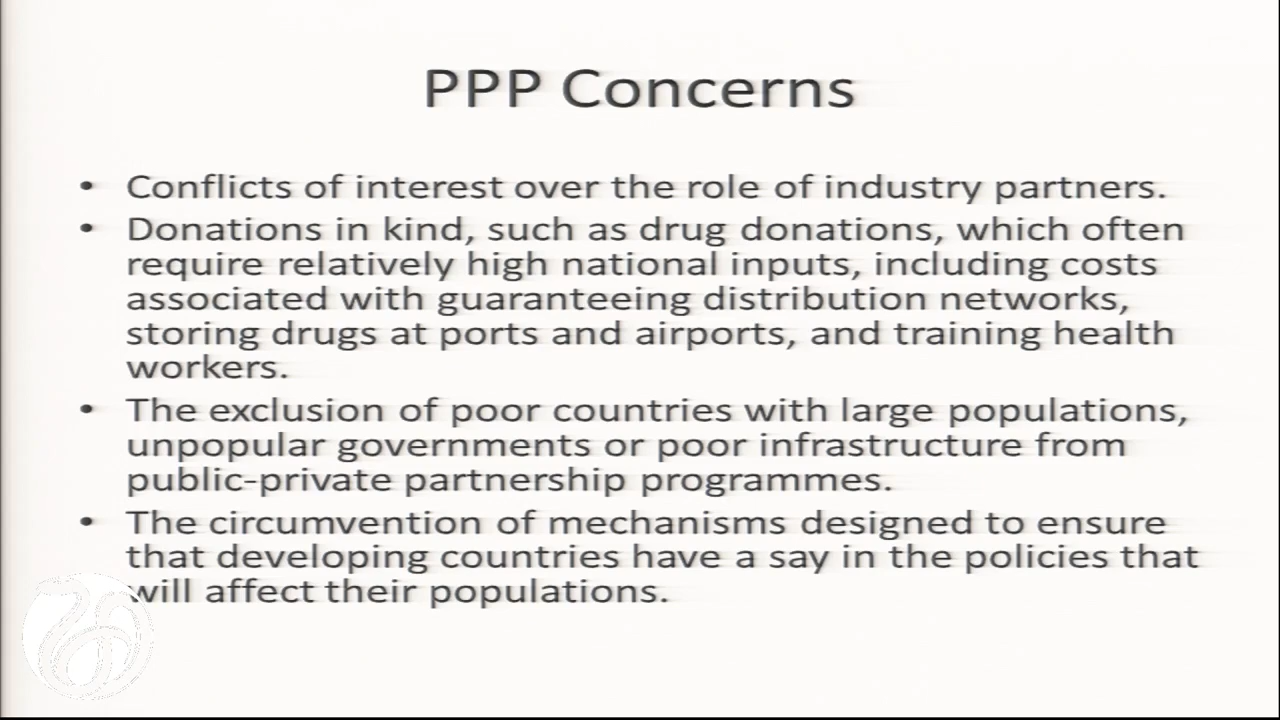 PPP Concerns
• Conflicts of interest over the role of industry partners.
• Donations in kind, such as drug donations, which often
require relatively high national inputs, including costs
associated with guaranteeing distribution networks,
storing drugs at ports and airports, and training health
workers.
• The exclusion of poor countries with large populations,
unpopular governments or poor infrastructure from
public-private partnership programmes.
• The circumvention of mechanisms designed to ensure
that developing countries have a say in the policies that
will affect their populations.